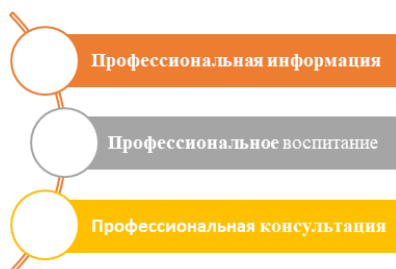 Профессиональная информация
Профессиональное воспитание
Профессиональная консультация